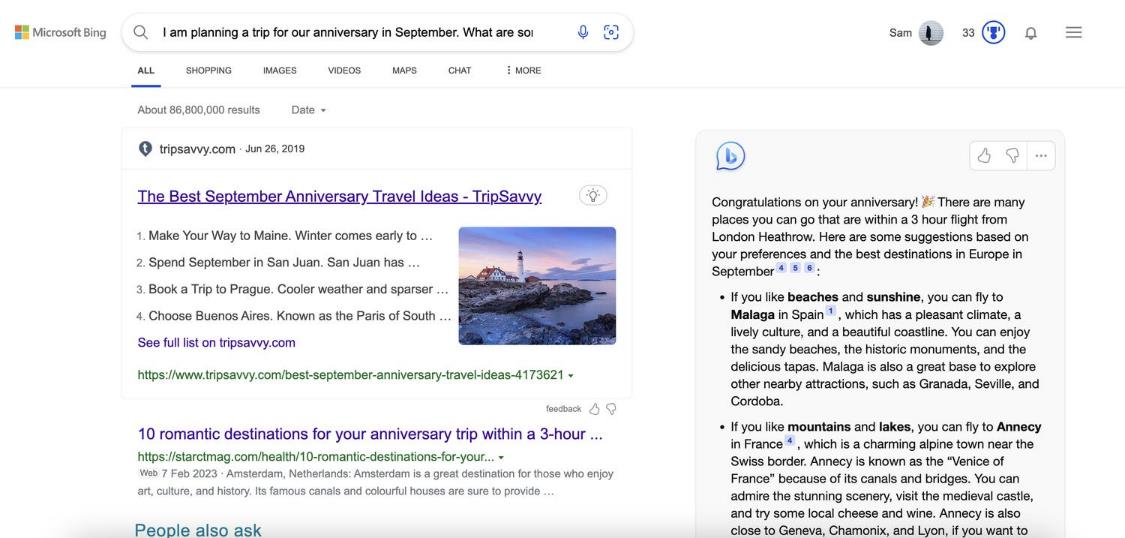 Microsoft Bing
I am planning a trip for our anniversary in September. What are so
Sam
33
ALL
SHOPPING
IMAGES
VIDEOS
MAPS
CHAT
MORE
About 86,800,000 results
Date
tripsavvy.com · Jun 26, 2019
The Best September Anniversary Travel Ideas - TripSavvy
1. Make Your Way to Maine. Winter comes early to …
2. Spend September in San Juan. San Juan has …
3. Book a Trip to Prague. Cooler weather and sparser …
4. Choose Buenos Aires. Known as the Paris of South …
See full list on tripsavvy.com
https://www.tripsavvy.com/best-september-anniversary-travel-ideas-4173621
feedback
10 romantic destinations for your anniversary trip within a 3-hour ...
https://starctmag.com/health/10-romantic-destinations-for-your...
Web 7 Feb 2023 · Amsterdam, Netherlands: Amsterdam is a great destination for those who enjoy
art, culture, and history. Its famous canals and colourful houses are sure to provide …
People also ask
Congratulations on your anniversary! 🎉 There are many
places you can go that are within a 3 hour flight from
London Heathrow. Here are some suggestions based on
your preferences and the best destinations in Europe in
September 4 5 6 :
• If you like beaches and sunshine, you can fly to
Malaga in Spain 1 , which has a pleasant climate, a
lively culture, and a beautiful coastline. You can enjoy
the sandy beaches, the historic monuments, and the
delicious tapas. Malaga is also a great base to explore
other nearby attractions, such as Granada, Seville, and
Cordoba.
• If you like mountains and lakes, you can fly to Annecy
in France 4 , which is a charming alpine town near the
Swiss border. Annecy is known as the “Venice of
France” because of its canals and bridges. You can
admire the stunning scenery, visit the medieval castle,
and try some local cheese and wine. Annecy is also
close to Geneva, Chamonix, and Lyon, if you want to